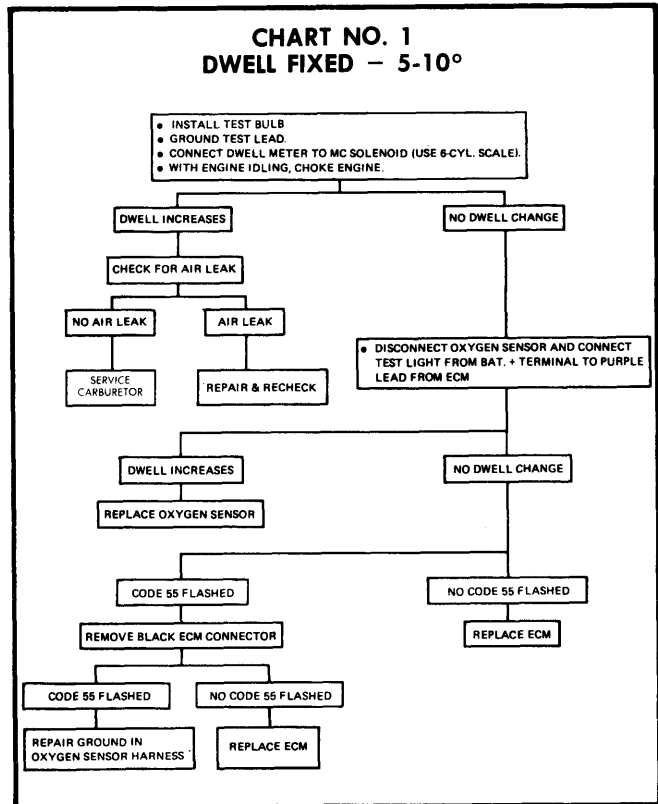 CHART NO. 1
DWELL FIXED – 5-10°
• INSTALL TEST BULB
• GROUND TEST LEAD.
• CONNECT DWELL METER TO MC SOLENOID (USE 6-CYL. SCALE).
• WITH ENGINE IDLING, CHOKE ENGINE.
DWELL INCREASES
NO DWELL CHANGE
CHECK FOR AIR LEAK
NO AIR LEAK
AIR LEAK
SERVICE
CARBURETOR
REPAIR & RECHECK
• DISCONNECT OXYGEN SENSOR AND CONNECT
TEST LIGHT FROM BAT. + TERMINAL TO PURPLE
LEAD FROM ECM
DWELL INCREASES
NO DWELL CHANGE
REPLACE OXYGEN SENSOR
CODE 55 FLASHED
NO CODE 55 FLASHED
REMOVE BLACK ECM CONNECTOR
REPLACE ECM
CODE 55 FLASHED
NO CODE 55 FLASHED
REPAIR GROUND IN
OXYGEN SENSOR HARNESS
REPLACE ECM